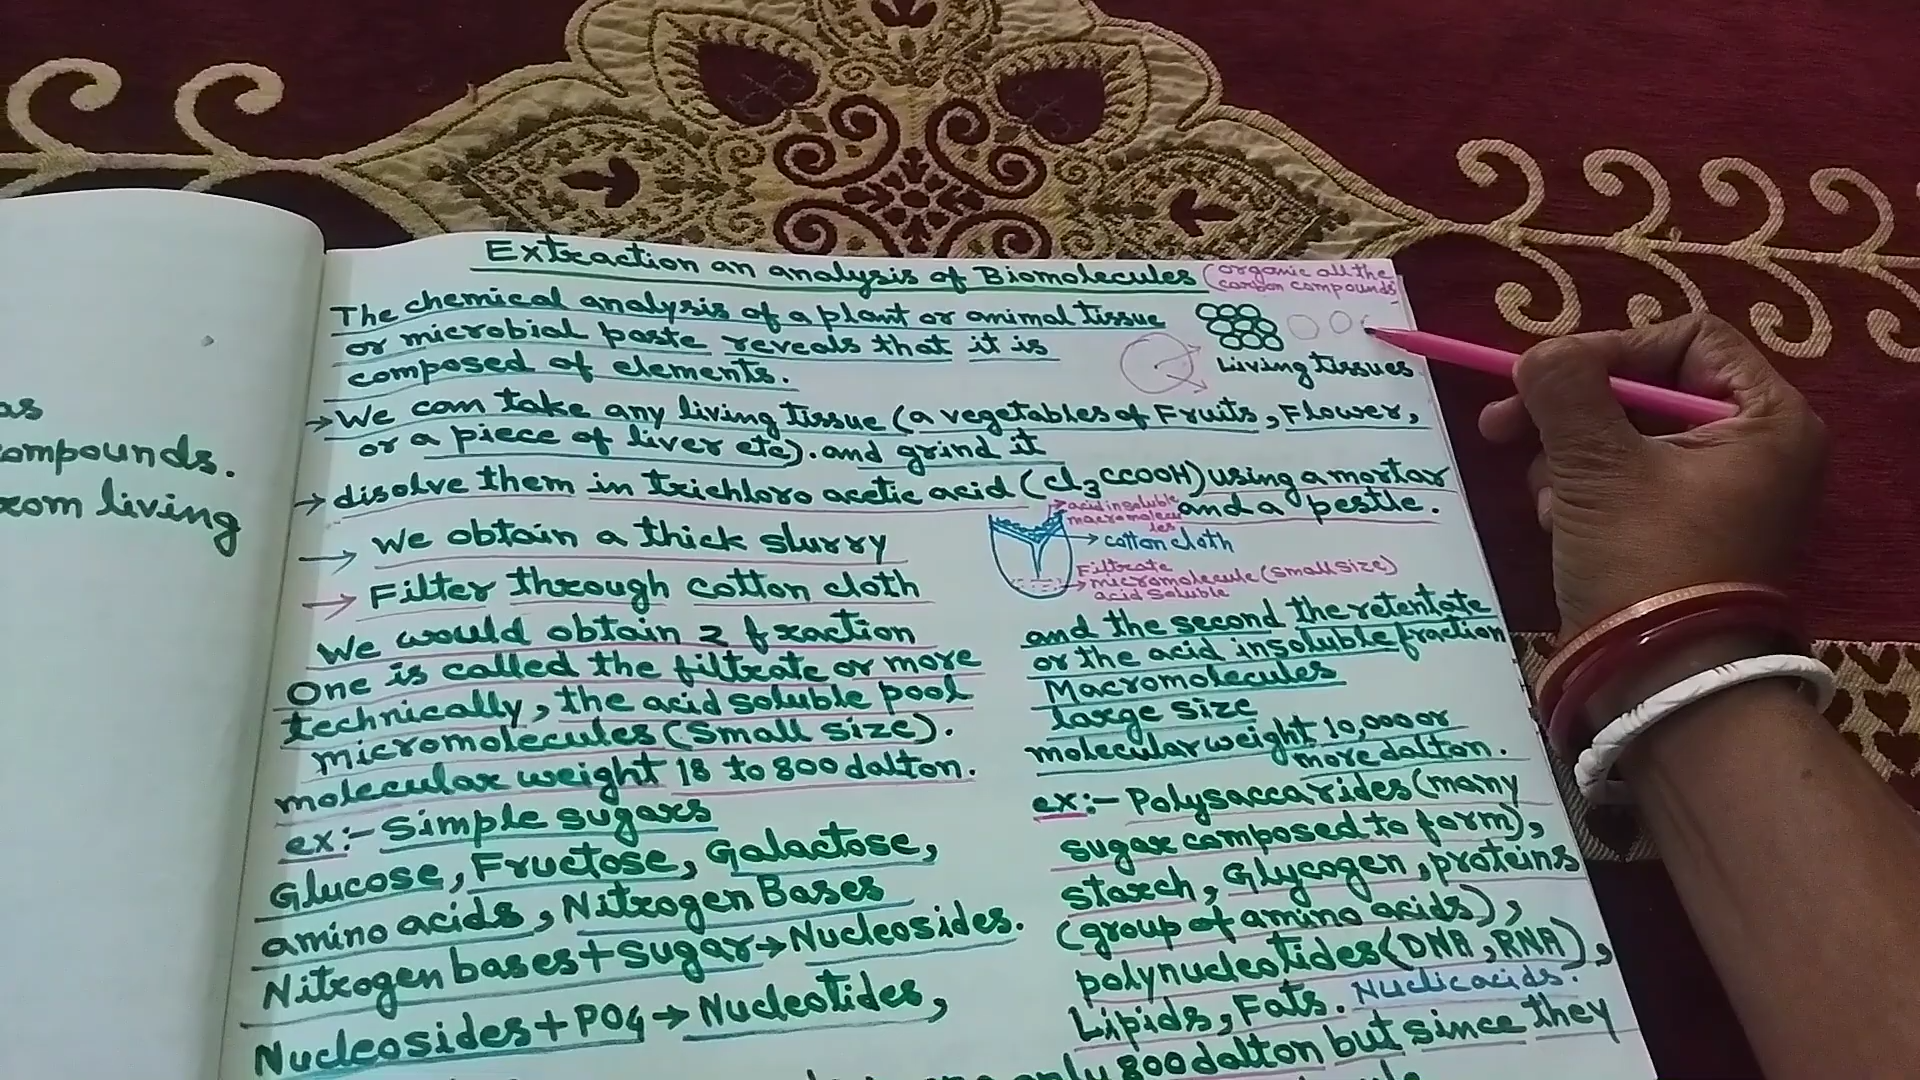 as
ompounds.
rom living
Extraction an analysis of Biomolecules (organic all the
carbon compounds)
The chemical analysis of a plant or animal tissue
or microbial paste reveals that it is
composed of elements.
Living tissues
→ We can take any living tissue (a vegetables of Fruits, Flower,
or a piece of liver etc). and grind it
→ disolve them in trichloro acetic acid (Cl3CCOOH) using a mortar
and a pestle.
→ We obtain a thick slurry
→ Filter through cotton cloth
→ acid insoluble
macromolecu
les
→ cotton cloth
Filtrate
→ micromolecule (small size)
acid soluble
We would obtain 2 fraction
One is called the filtrate or more
technically, the acid soluble pool
micromolecules (Small size).
molecular weight 18 to 800 dalton.
ex:- Simple sugars
Glucose, Fructose, Galactose,
amino acids, Nitrogen Bases
Nitrogen bases + sugar → Nucleosides.
Nucleosides + PO4 → Nucleotides,
and the second the retentate
or the acid insoluble fraction
Macromolecules
large size
molecular weight 10,000 or
more dalton.
ex:- Polysaccarides (many
sugar composed to form),
starch, Glycogen, proteins
(group of amino acids),
polynucleotides (DNA, RNA),
Lipids, Fats. Nuclicacids.
only 800 dalton but since they